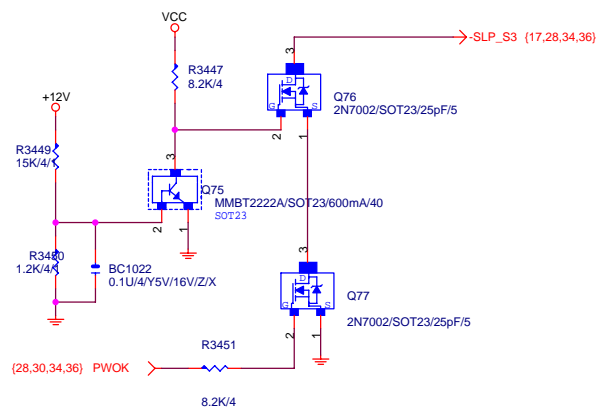 VCC
3
-SLP_S3 {17,28,34,36}
R3447
8.2K/4
D
G
S
Q76
2N7002/SOT23/25pF/5
+12V
2
1
R3449
15K/4/1
3
Q75
MMBT2222A/SOT23/600mA/40
SOT23
2
1
3
R3450
1.2K/4/1
BC1022
0.1U/4/Y5V/16V/Z/X
D
G
S
Q77
2N7002/SOT23/25pF/5
2
1
R3451
{28,30,34,36} PWOK
8.2K/4